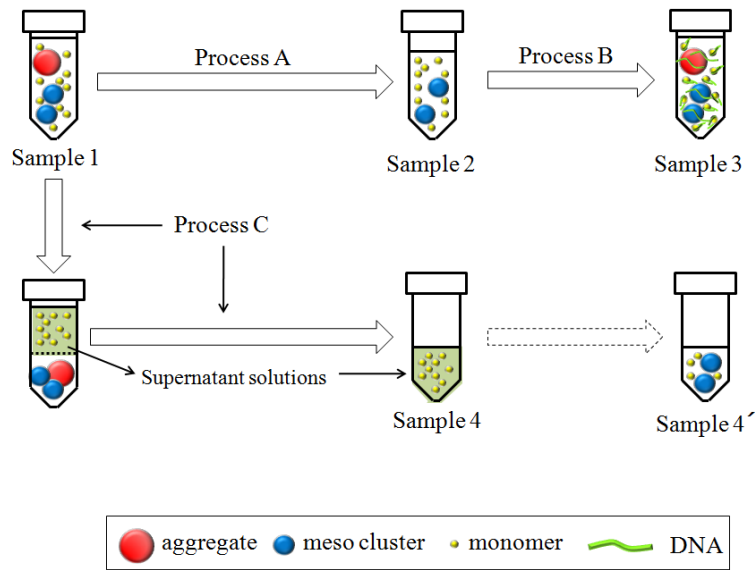 Process A
Process B
Sample 1
Sample 2
Sample 3
Process C
Supernatant solutions
Sample 4
Sample 4´
aggregate
meso cluster
monomer
DNA